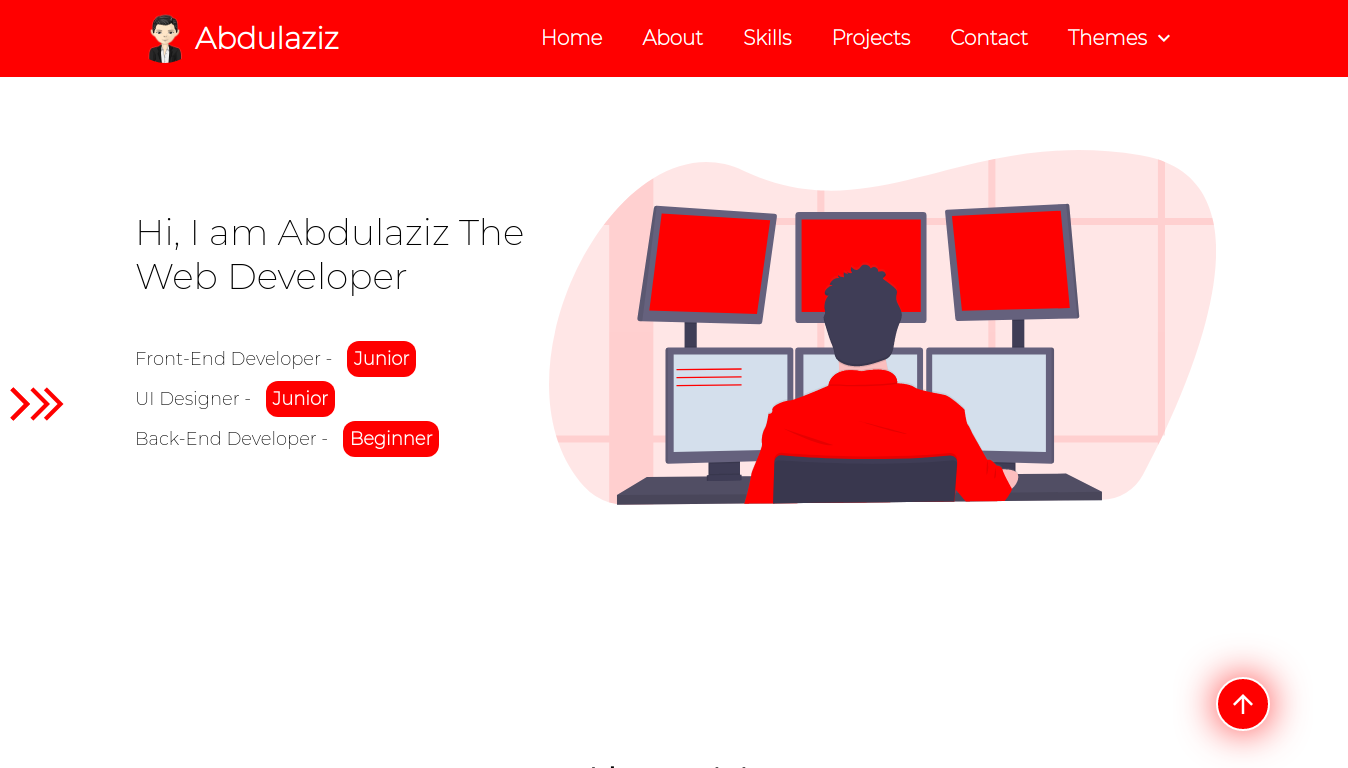 Abdulaziz
Home About Skills Projects Contact Themes
Hi, I am Abdulaziz The
Web Developer
Front-End Developer - Junior
UI Designer - Junior
Back-End Developer - Beginner